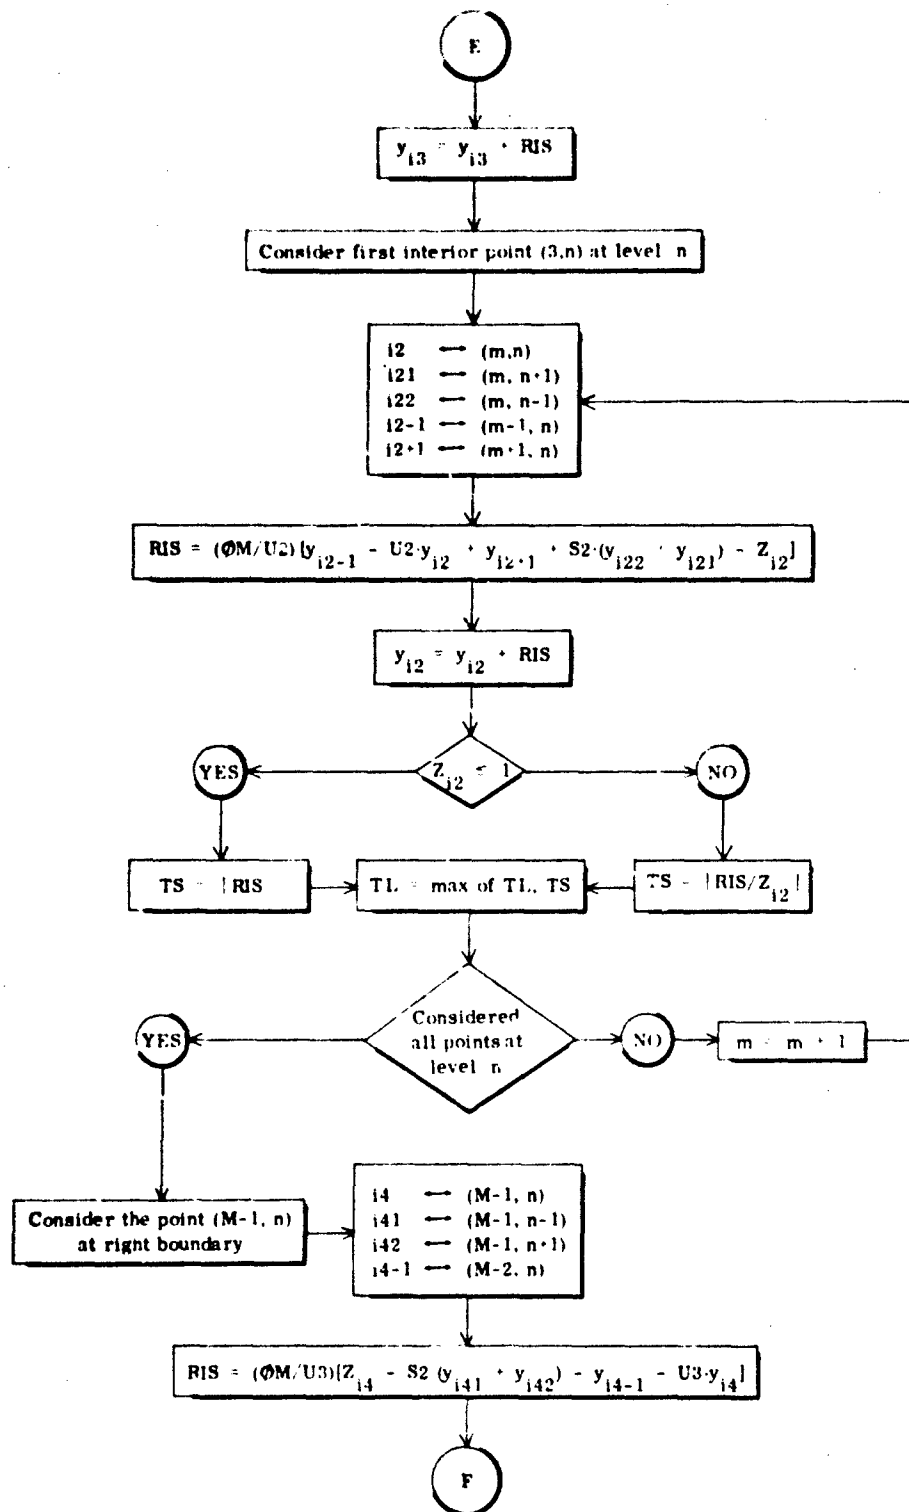 E
y_i3 = y_i3 + RIS
Consider first interior point (3,n) at level n
i2 ↔ (m,n)
i21 ↔ (m, n+1)
i22 ↔ (m, n-1)
i2-1 ↔ (m-1, n)
i2+1 ↔ (m+1, n)
RIS = (ØM/U2)[y_i2-1 - U2·y_i2 + y_i2+1 + S2·(y_i22 + y_i21) - Z_i2]
y_i2 = y_i2 + RIS
YES
Z_i2 ≤ 1
NO
TS = |RIS
TL = max of TL, TS
TS = |RIS/Z_i2|
YES
Considered
all points at
level n
NO
m = m + 1
Consider the point (M-1, n)
at right boundary
i4 ↔ (M-1, n)
i41 ↔ (M-1, n-1)
i42 ↔ (M-1, n+1)
i4-1 ↔ (M-2, n)
RIS = (ØM/U3)[Z_i4 - S2 (y_i41 + y_i42) - y_i4-1 - U3·y_i4]
F